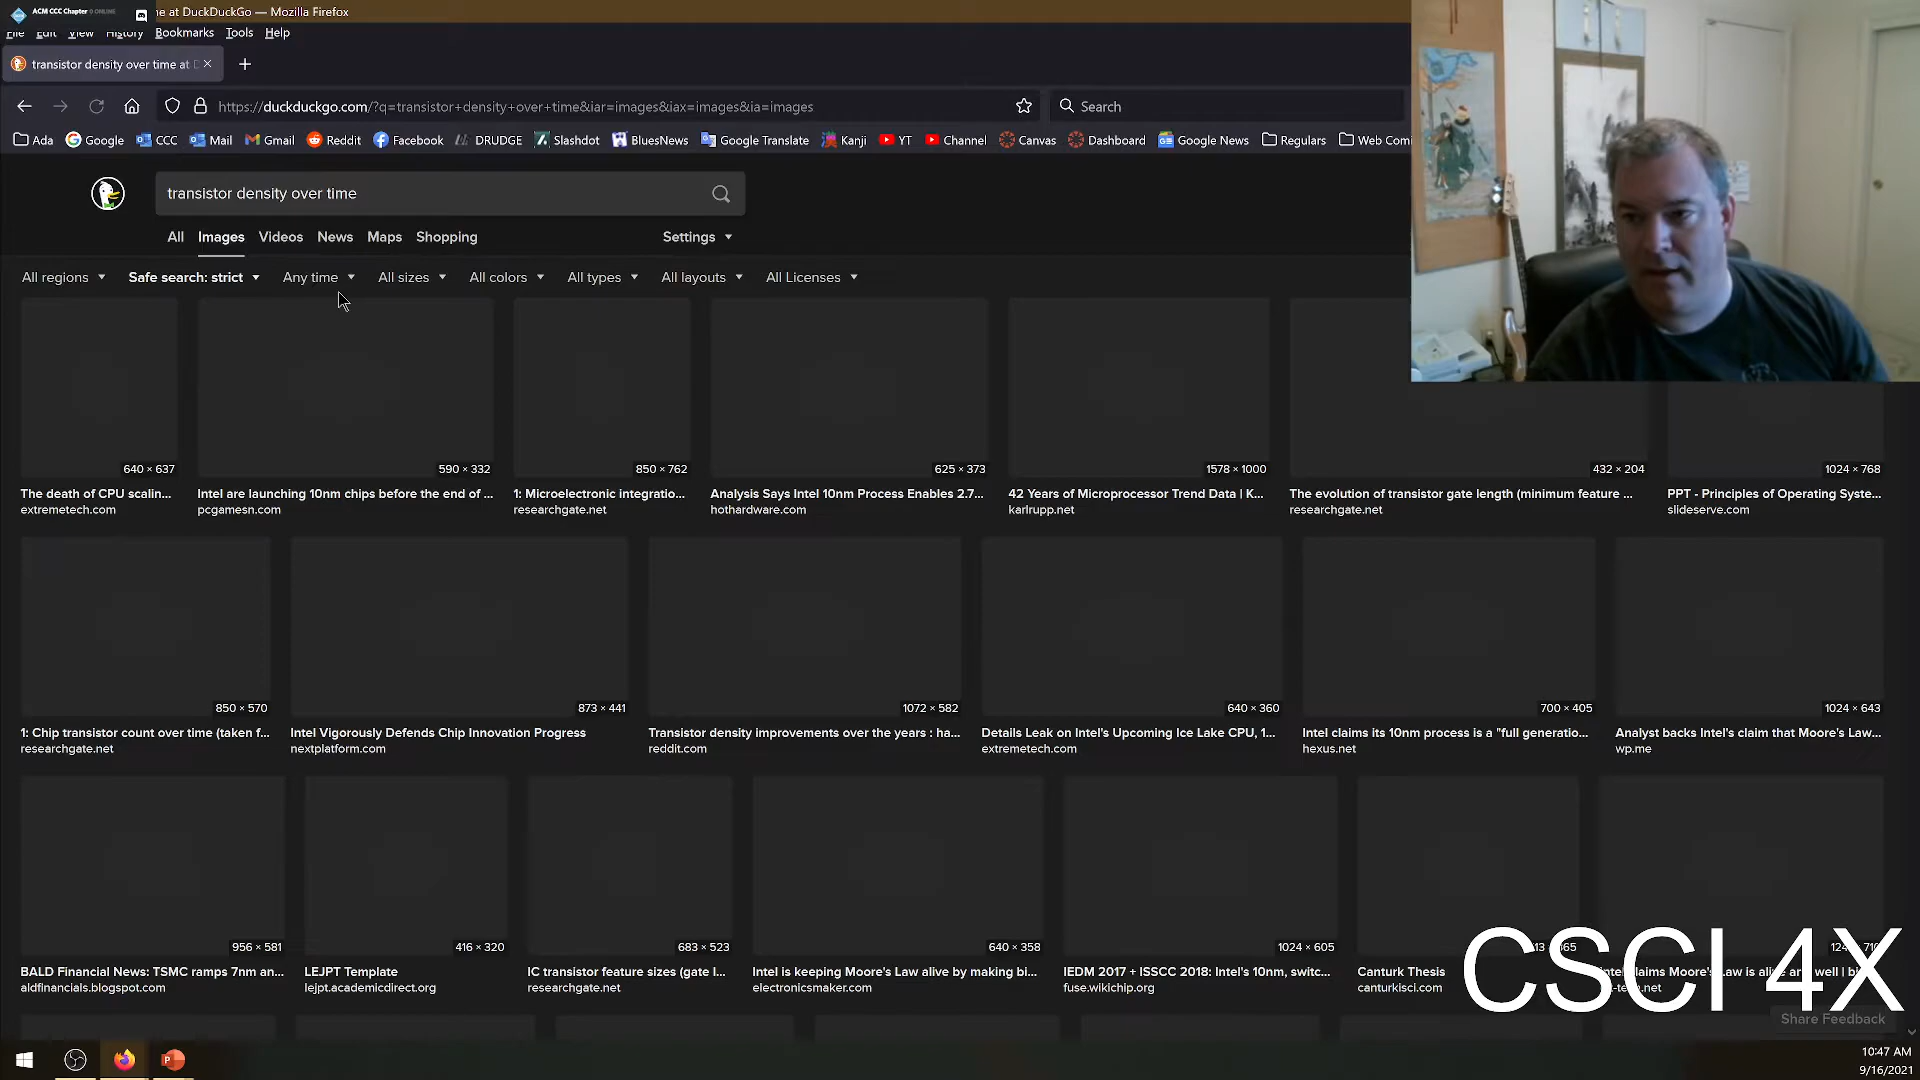 ACM CCC Chapter 0 ONLINE
me at DuckDuckGo — Mozilla Firefox
File Edit View History Bookmarks Tools Help
transistor density over time at
https://duckduckgo.com/?q=transistor+density+over+time&iar=images&iax=images&ia=images
Search
Ada Google CCC Mail Gmail Reddit Facebook DRUDGE Slashdot BluesNews Google Translate Kanji YT Channel Canvas Dashboard Google News Regulars Web Comi
transistor density over time
All Images Videos News Maps Shopping Settings
All regions Safe search: strict Any time All sizes All colors All types All layouts All Licenses
640 × 637 590 × 332 850 × 762 625 × 373 1578 × 1000 432 × 204 1024 × 768
The death of CPU scalin... Intel are launching 10nm chips before the end of ... 1: Microelectronic integratio... Analysis Says Intel 10nm Process Enables 2.7... 42 Years of Microprocessor Trend Data | K... The evolution of transistor gate length (minimum feature ... PPT - Principles of Operating Syste...
extremetech.com pcgamesn.com researchgate.net hothardware.com karlrupp.net researchgate.net slideserve.com
850 × 570 873 × 441 1072 × 582 640 × 360 700 × 405 1024 × 643
1: Chip transistor count over time (taken f... Intel Vigorously Defends Chip Innovation Progress Transistor density improvements over the years : ha... Details Leak on Intel's Upcoming Ice Lake CPU, 1... Intel claims its 10nm process is a "full generatio... Analyst backs Intel's claim that Moore's Law...
researchgate.net nextplatform.com reddit.com extremetech.com hexus.net wp.me
956 × 581 416 × 320 683 × 523 640 × 358 1024 × 605
BALD Financial News: TSMC ramps 7nm an... LEJPT Template IC transistor feature sizes (gate l... Intel is keeping Moore's Law alive by making bi... IEDM 2017 + ISSCC 2018: Intel's 10nm, switc... Canturk Thesis Intel claims Moore's Law is alive and well | bi
aldfinancials.blogspot.com lejpt.academicdirect.org researchgate.net electronicsmaker.com fuse.wikichip.org canturkisci.com
CSCI 4X
Share Feedback
10:47 AM
9/16/2021